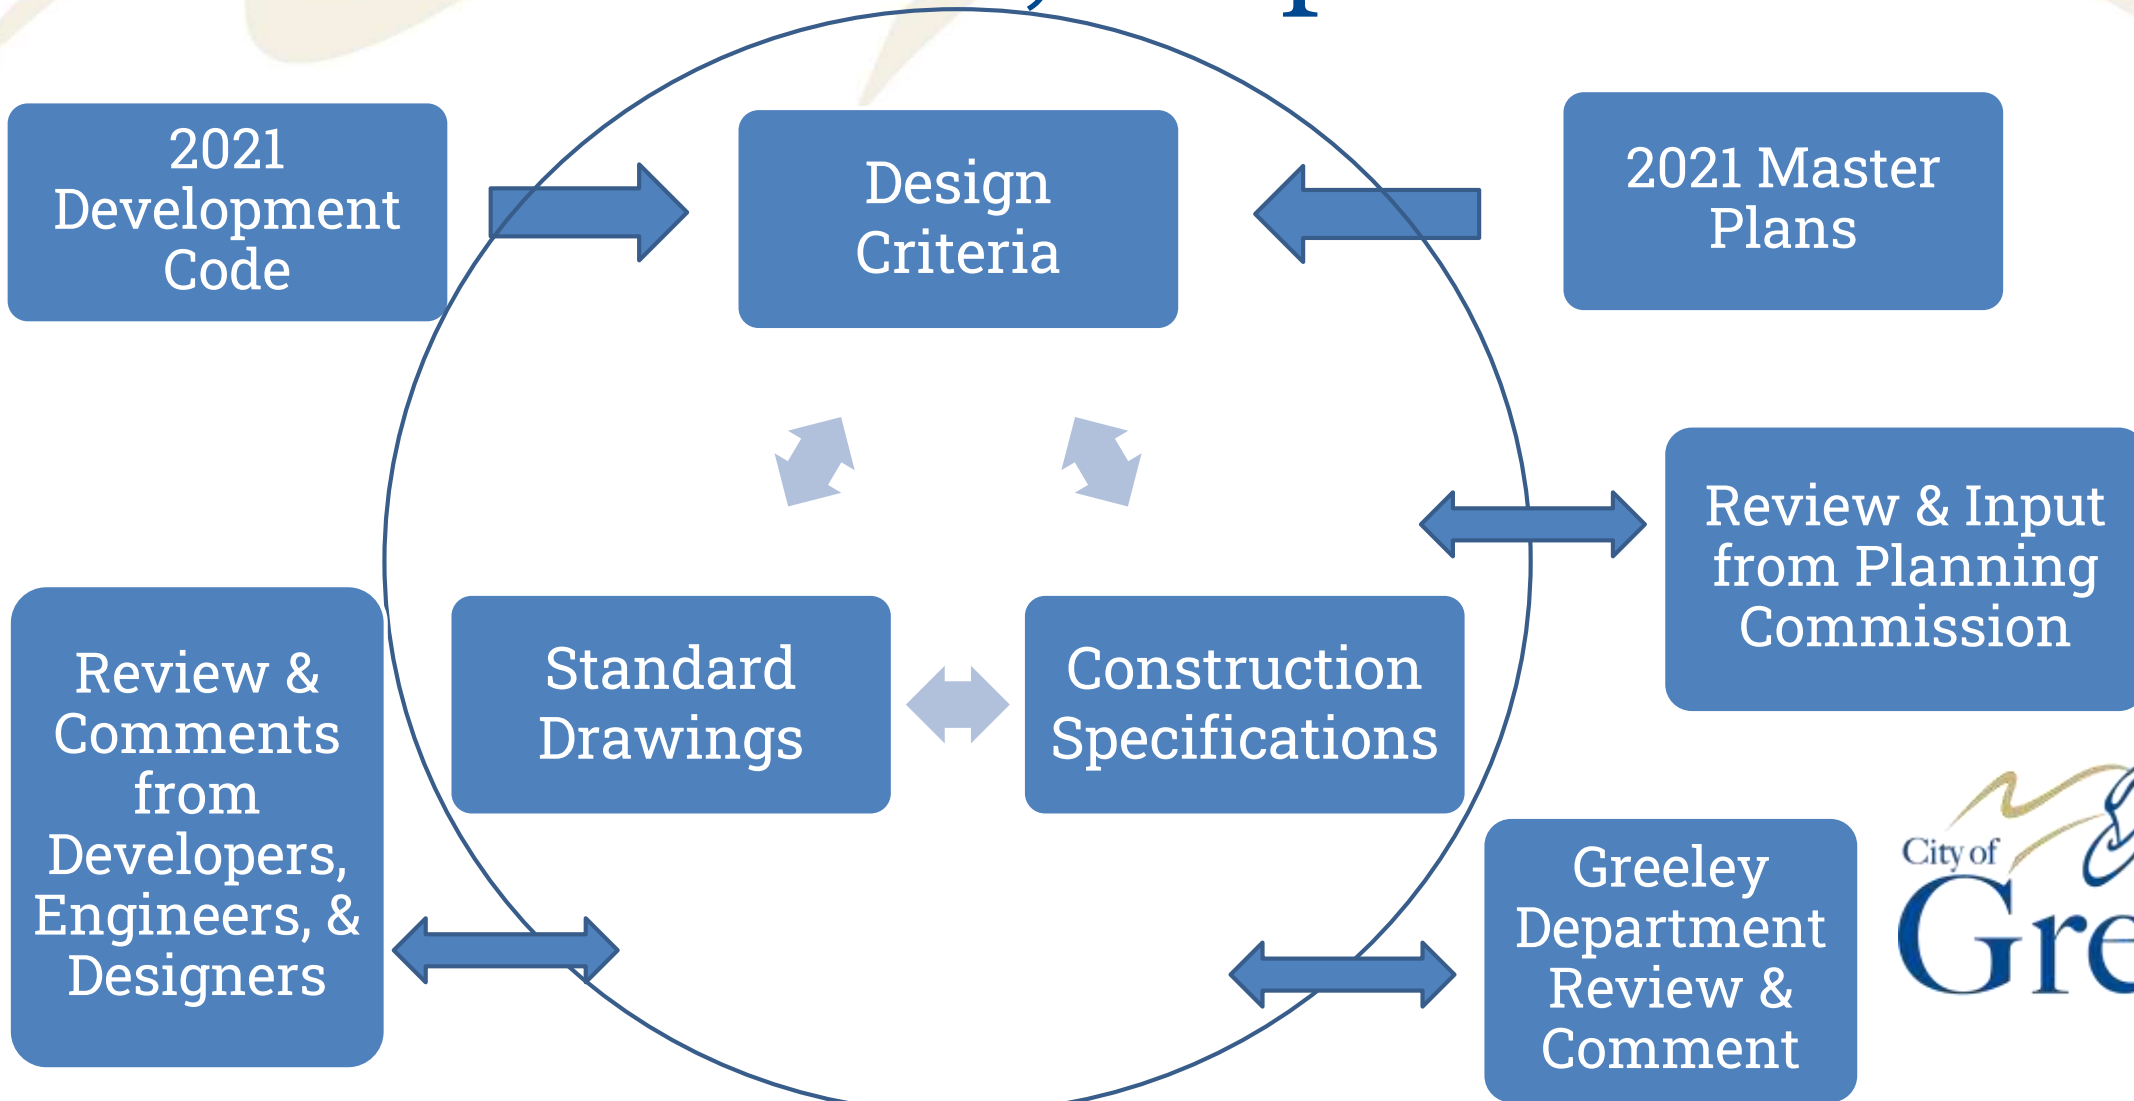 2021
Development
Code
Design
Criteria
2021 Master
Plans
Review & Input
from Planning
Commission
Standard
Drawings
Construction
Specifications
Review &
Comments
from
Developers,
Engineers, &
Designers
Greeley
Department
Review &
Comment
City of
Gre